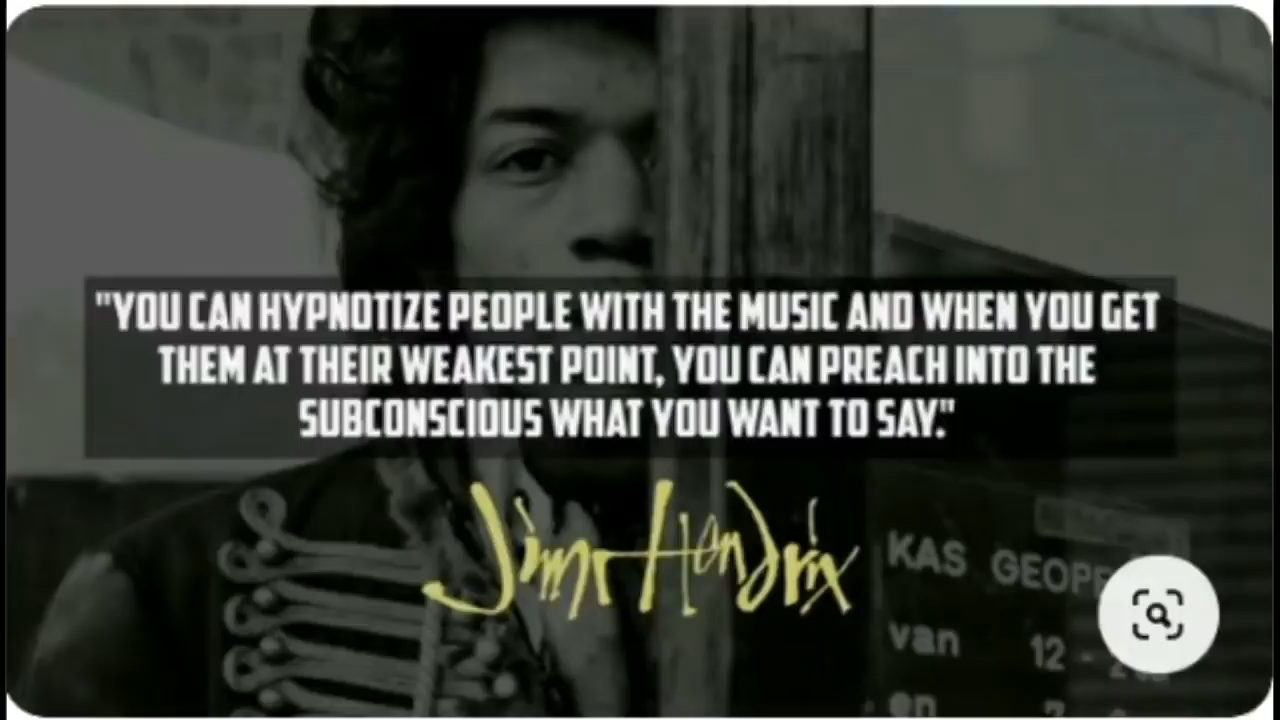 "YOU CAN HYPNOTIZE PEOPLE WITH THE MUSIC AND WHEN YOU GET
THEM AT THEIR WEAKEST POINT, YOU CAN PREACH INTO THE
SUBCONSCIOUS WHAT YOU WANT TO SAY."
Jimi Hendrix
KAS
van 12 -
en